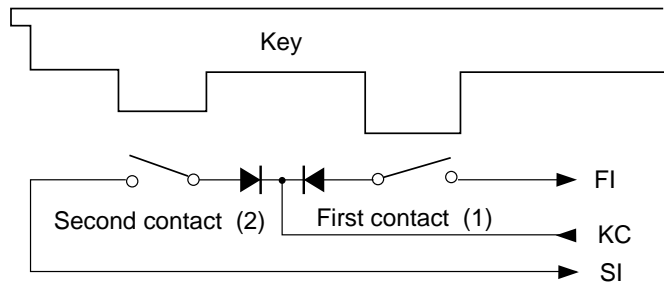 Key
FI
Second contact (2)
First contact (1)
KC
SI